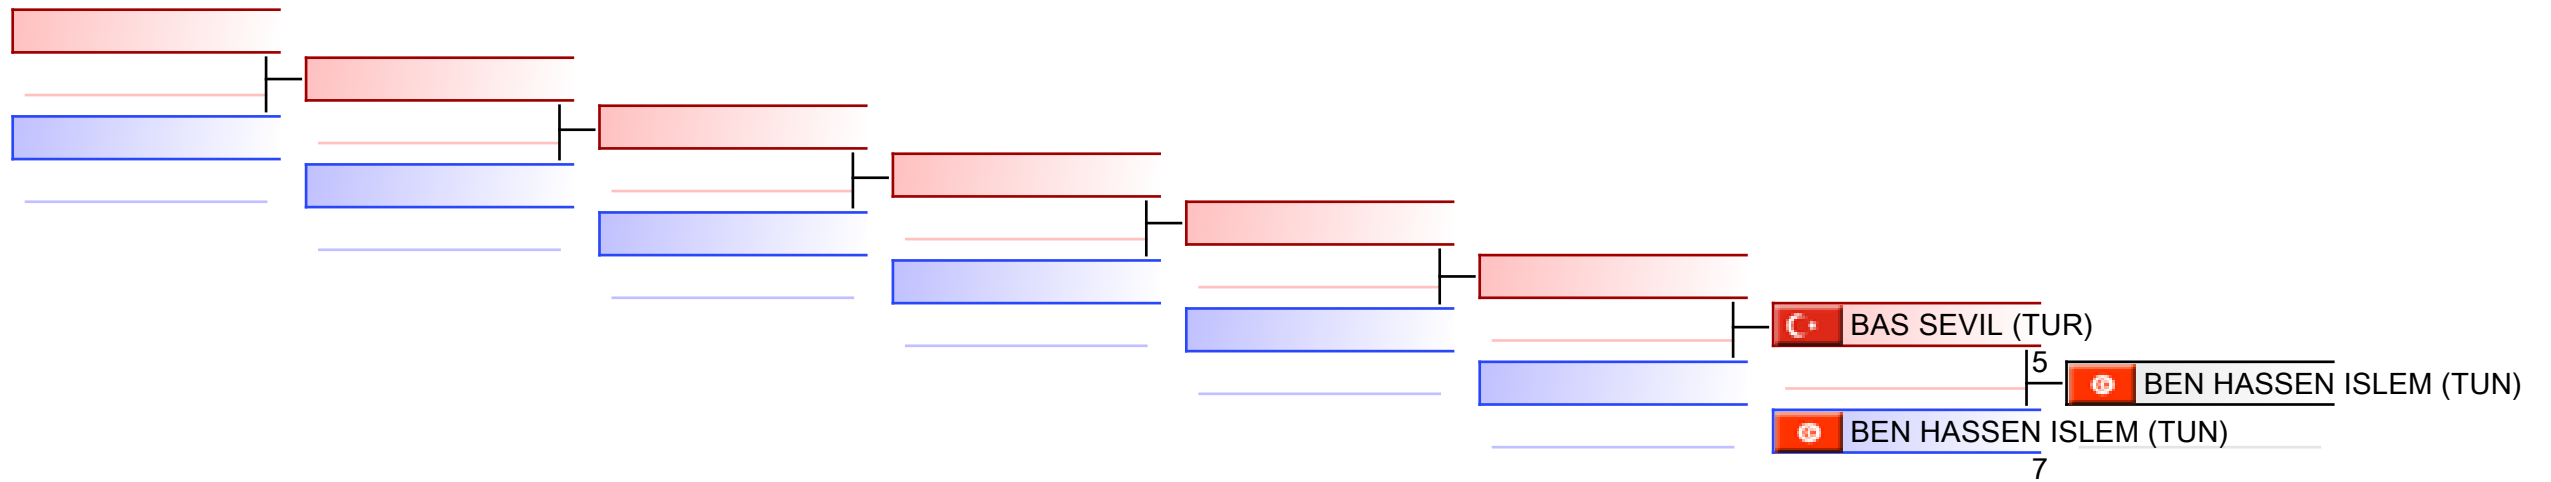 BAS SEVIL (TUR)
5
BEN HASSEN ISLEM (TUN)
BEN HASSEN ISLEM (TUN)
7